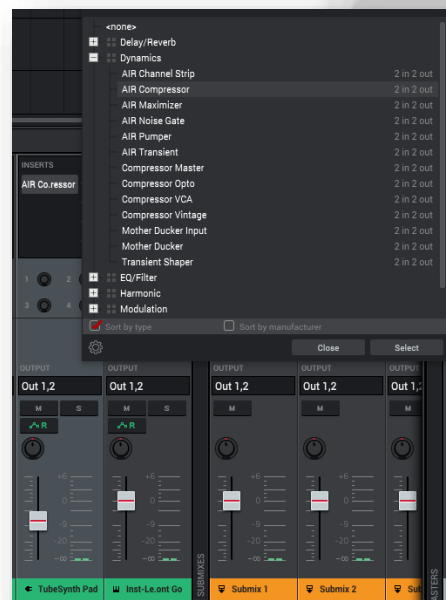 <none>
Delay/Reverb
Dynamics
AIR Channel Strip 2 in 2 out
AIR Compressor 2 in 2 out
AIR Maximizer 2 in 2 out
AIR Noise Gate 2 in 2 out
AIR Pumper 2 in 2 out
AIR Transient 2 in 2 out
Compressor Master 2 in 2 out
Compressor Opto 2 in 2 out
Compressor VCA 2 in 2 out
Compressor Vintage 2 in 2 out
Mother Ducker Input 2 in 2 out
Mother Ducker 2 in 2 out
Transient Shaper 2 in 2 out
EQ/Filter
Harmonic
Modulation
Sort by type Sort by manufacturer
Close Select
INSERTS
AIR Co.ressor
1 2
3 4
OUTPUT OUTPUT OUTPUT OUTPUT OUTPUT
Out 1,2 Out 1,2 Out 1,2 Out 1,2 Out 1,2
M S M S M M M
R R
+6 +6 +6 +6
0 0 0 0
-9 -9 -9 -9
-20 -20 -20 -20
-∞ -∞ -∞ -∞
SUBMIXES
TubeSynth Pad Inst-Le.ont Go Submix 1 Submix 2 Sub